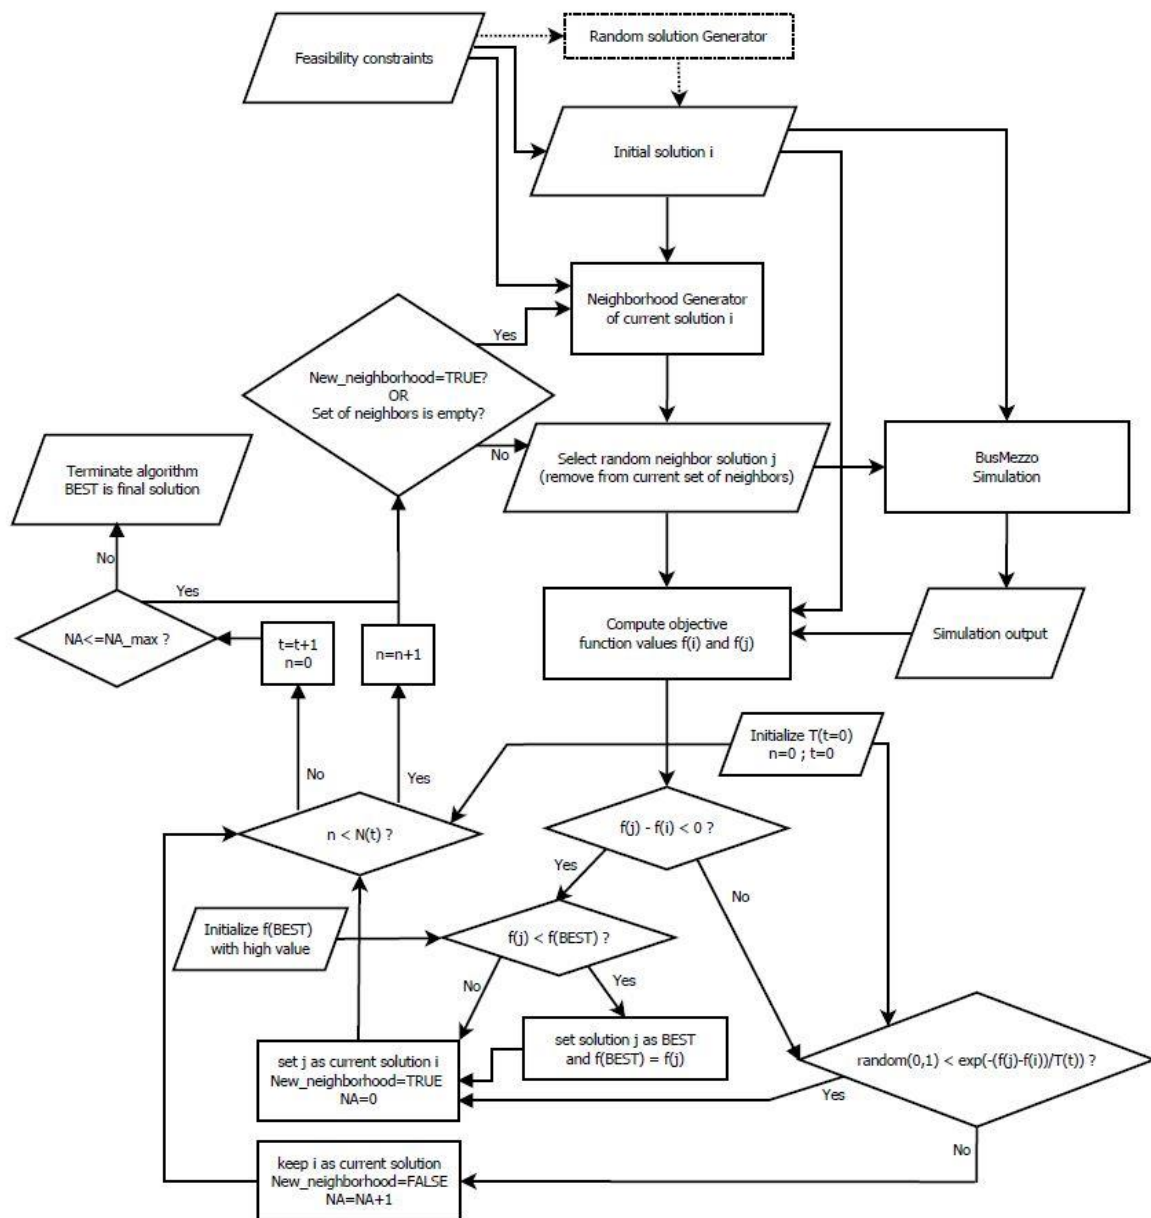 Random solution Generator
Feasibility constraints
Initial solution i
Neighborhood Generator
of current solution i
Yes
New_neighborhood=TRUE?
OR
Set of neighbors is empty?
No
Select random neighbor solution j
(remove from current set of neighbors)
BusMezzo
Simulation
Terminate algorithm
BEST is final solution
No
Yes
NA<=NA_max ?
t=t+1
n=0
n=n+1
Compute objective
function values f(i) and f(j)
Simulation output
Initialize T(t=0)
n=0 ; t=0
No
Yes
n < N(t) ?
f(j) - f(i) < 0 ?
Yes
No
Initialize f(BEST)
with high value
f(j) < f(BEST) ?
No
Yes
set j as current solution i
New_neighborhood=TRUE
NA=0
set solution j as BEST
and f(BEST) = f(j)
random(0,1) < exp(-(f(j)-f(i))/T(t)) ?
Yes
No
keep i as current solution
New_neighborhood=FALSE
NA=NA+1